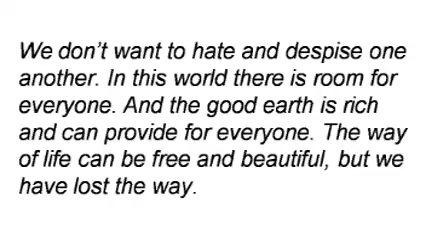 We don't want to hate and despise one
another. In this world there is room for
everyone. And the good earth is rich
and can provide for everyone. The way
of life can be free and beautiful, but we
have lost the way.